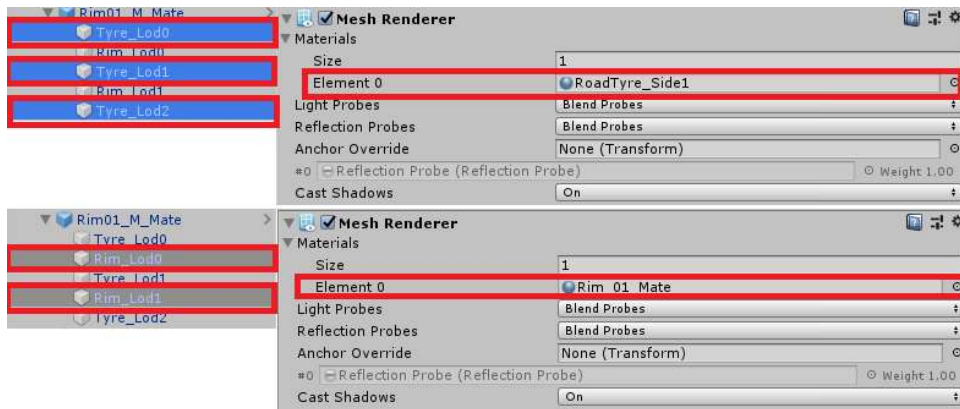 Rim01_M_Mate
Tyre_Lod0
Rim_Lod0
Tyre_Lod1
Rim_Lod1
Tyre_Lod2
Mesh Renderer
Materials
Size 1
Element 0 RoadTyre_Side1
Light Probes Blend Probes
Reflection Probes Blend Probes
Anchor Override None (Transform)
#0 Reflection Probe (Reflection Probe) Weight 1.00
Cast Shadows On
Rim01_M_Mate
Tyre_Lod0
Rim_Lod0
Tyre_Lod1
Rim_Lod1
Tyre_Lod2
Mesh Renderer
Materials
Size 1
Element 0 Rim_01_Mate
Light Probes Blend Probes
Reflection Probes Blend Probes
Anchor Override None (Transform)
#0 Reflection Probe (Reflection Probe) Weight 1.00
Cast Shadows On